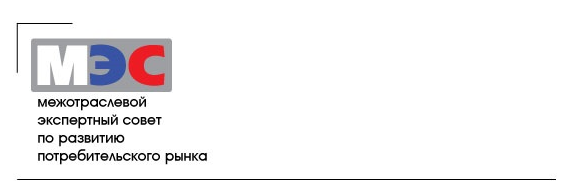 МЭС
межотраслевой
экспертный совет
по развитию
потребительского рынка